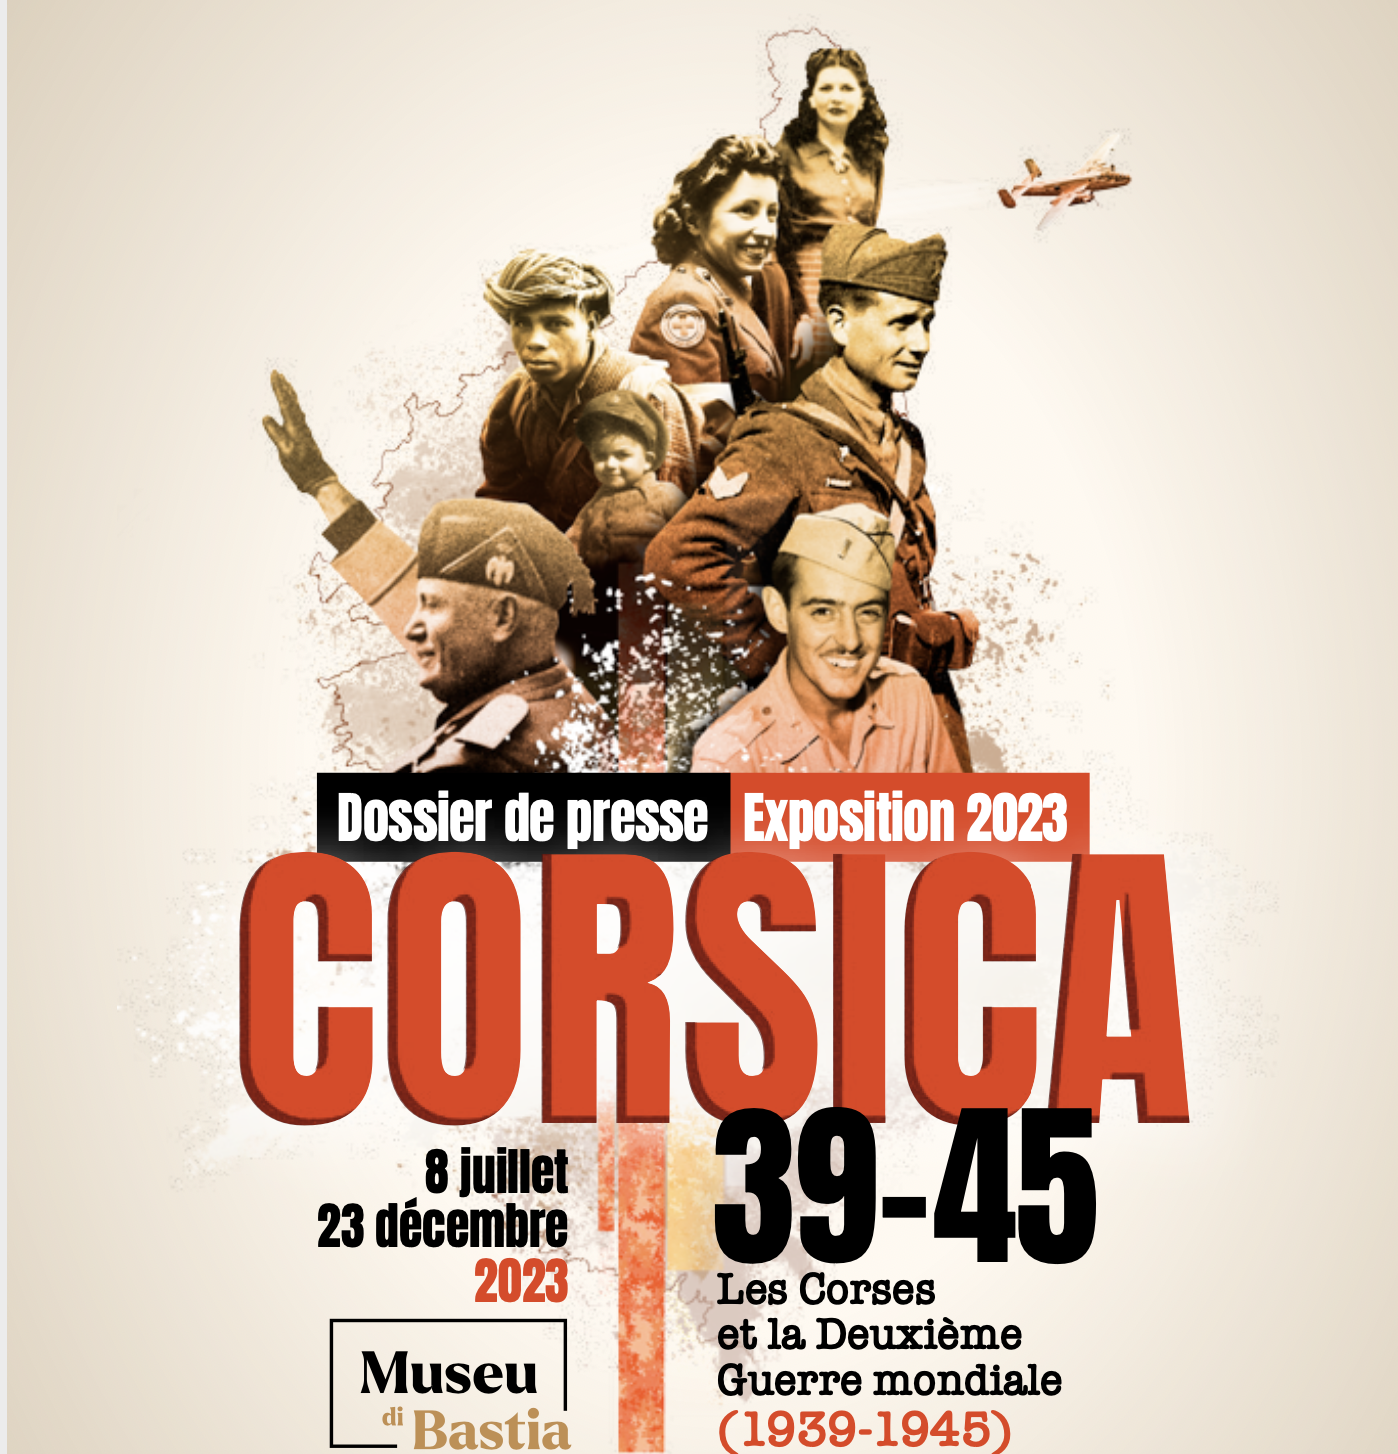 Dossier de presse Exposition 2023
CORSICA
39-45
8 juillet
23 décembre
2023
Museu
di Bastia
Les Corses
et la Deuxième
Guerre mondiale
(1939-1945)